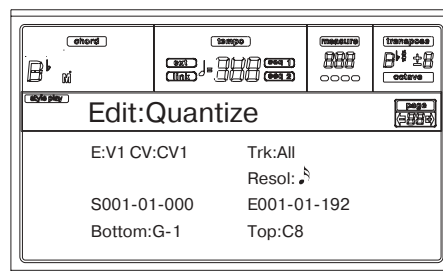 chord tempo measure transpose
B♭ M ext link ♩= seq 1 seq 2 octave
style play
Edit:Quantize page
E:V1 CV:CV1 Trk:All
Resol:
S001-01-000 E001-01-192
Bottom:G-1 Top:C8